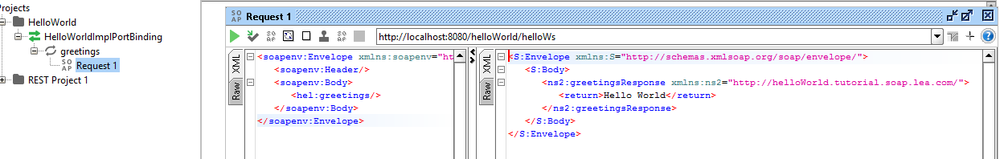 Projects
HelloWorld
HelloWorldImplPortBinding
greetings
SO AP Request 1
REST Project 1
SO AP Request 1
SO AP SO AP http://localhost:8080/helloWorld/helloWs
XML
Raw
<soapenv:Envelope xmlns:soapenv="ht
<soapenv:Header/>
<soapenv:Body>
<hel:greetings/>
</soapenv:Body>
</soapenv:Envelope>
XML
Raw
<S:Envelope xmlns:S="http://schemas.xmlsoap.org/soap/envelope/">
<S:Body>
<ns2:greetingsResponse xmlns:ns2="http://helloWorld.tutorial.soap.lea.com/">
<return>Hello World</return>
</ns2:greetingsResponse>
</S:Body>
</S:Envelope>